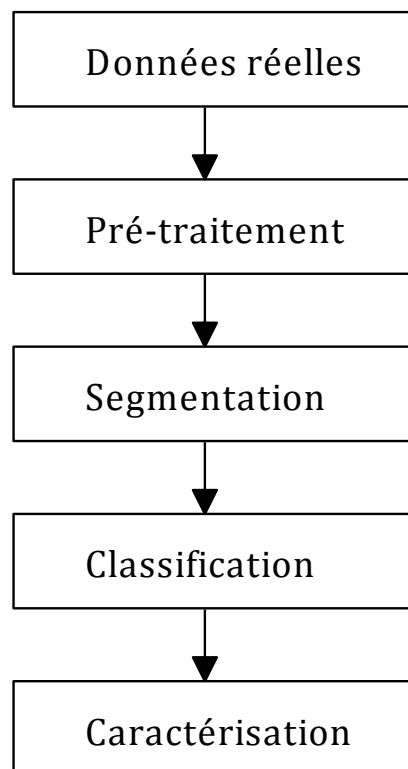 Données réelles
Pré-traitement
Segmentation
Classification
Caractérisation